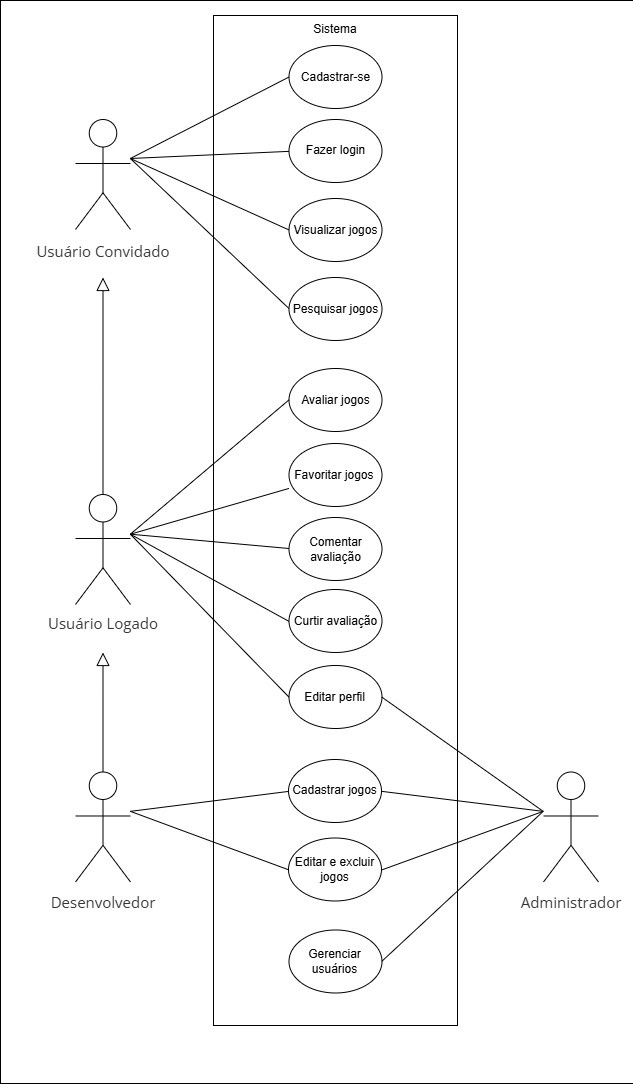 Sistema
Cadastrar-se
Fazer login
Visualizar jogos
Pesquisar jogos
Usuário Convidado
Avaliar jogos
Favoritar jogos
Comentar
avaliação
Curtir avaliação
Editar perfil
Usuário Logado
Cadastrar jogos
Editar e excluir
jogos
Desenvolvedor
Administrador
Gerenciar
usuários